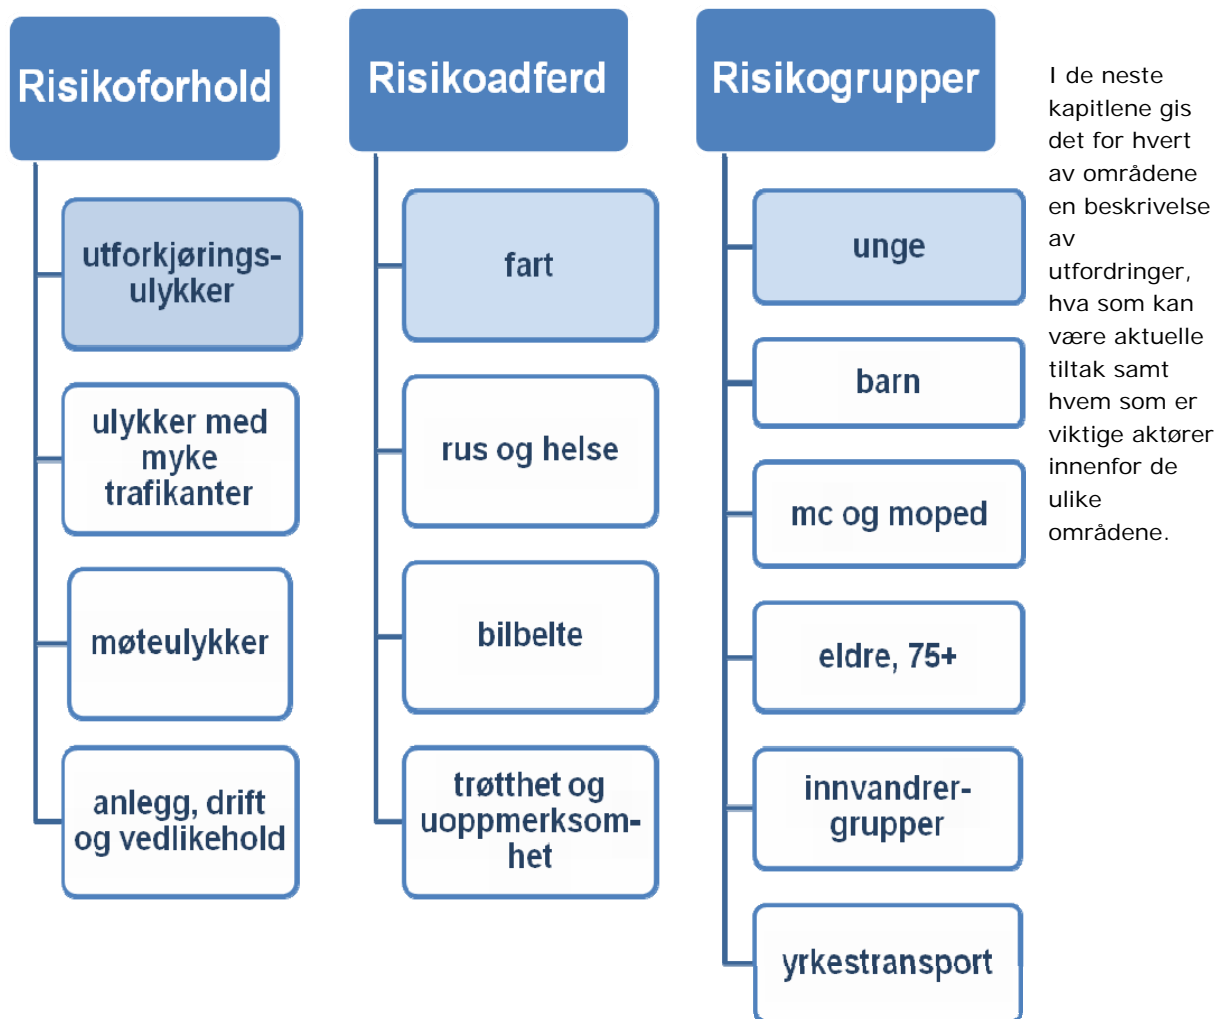 Risikoforhold
utforkjørings-
ulykker
ulykker med
myke
trafikanter
møteulykker
anlegg, drift
og vedlikehold
Risikoadferd
fart
rus og helse
bilbelte
trøtthet og
uoppmerksom-
het
Risikogrupper
unge
barn
mc og moped
eldre, 75+
innvandrer-
grupper
yrkestransport
I de neste
kapitlene gis
det for hvert
av områdene
en beskrivelse
av
utfordringer,
hva som kan
være aktuelle
tiltak samt
hvem som er
viktige aktører
innenfor de
ulike
områdene.